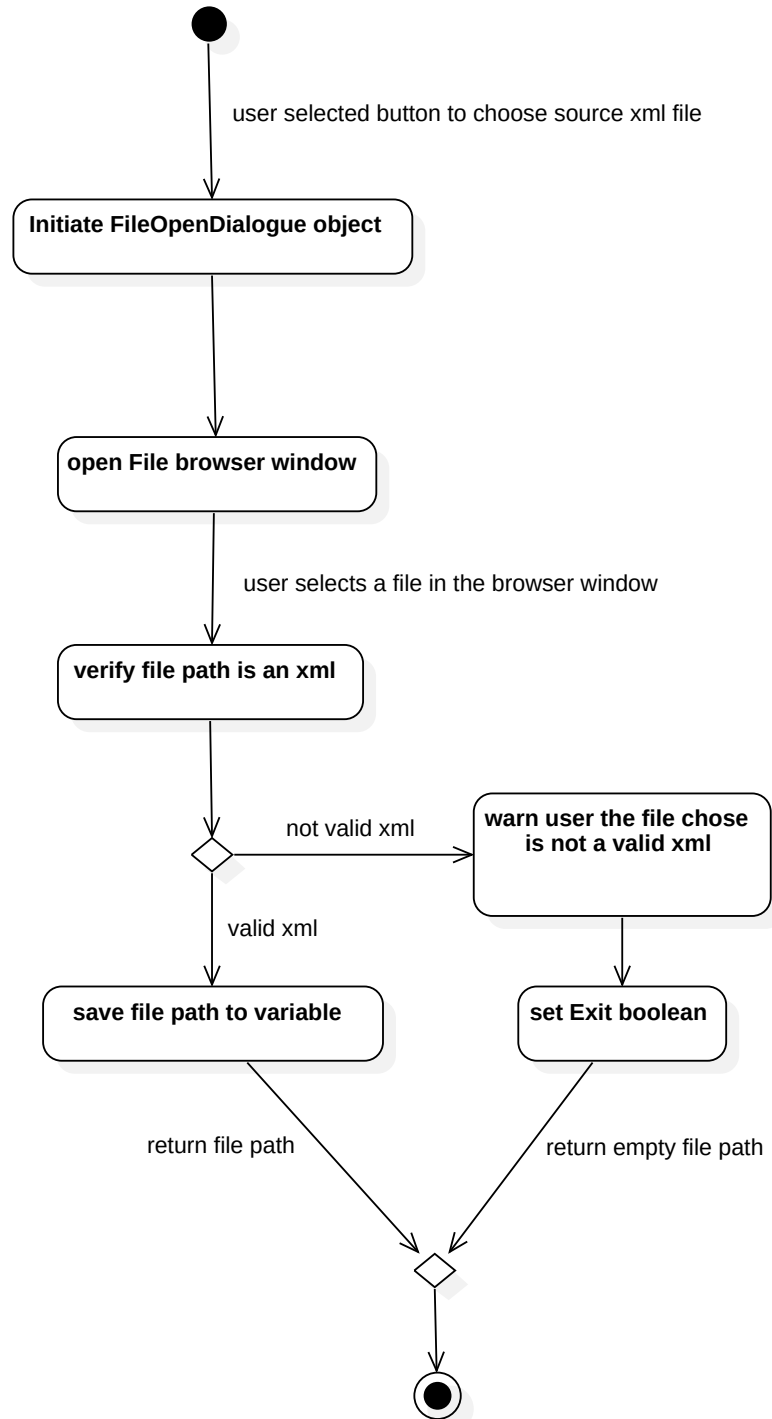 user selected button to choose source xml file
Initiate FileOpenDialogue object
open File browser window
user selects a file in the browser window
verify file path is an xml
not valid xml
warn user the file chose
is not a valid xml
valid xml
save file path to variable
set Exit boolean
return file path
return empty file path